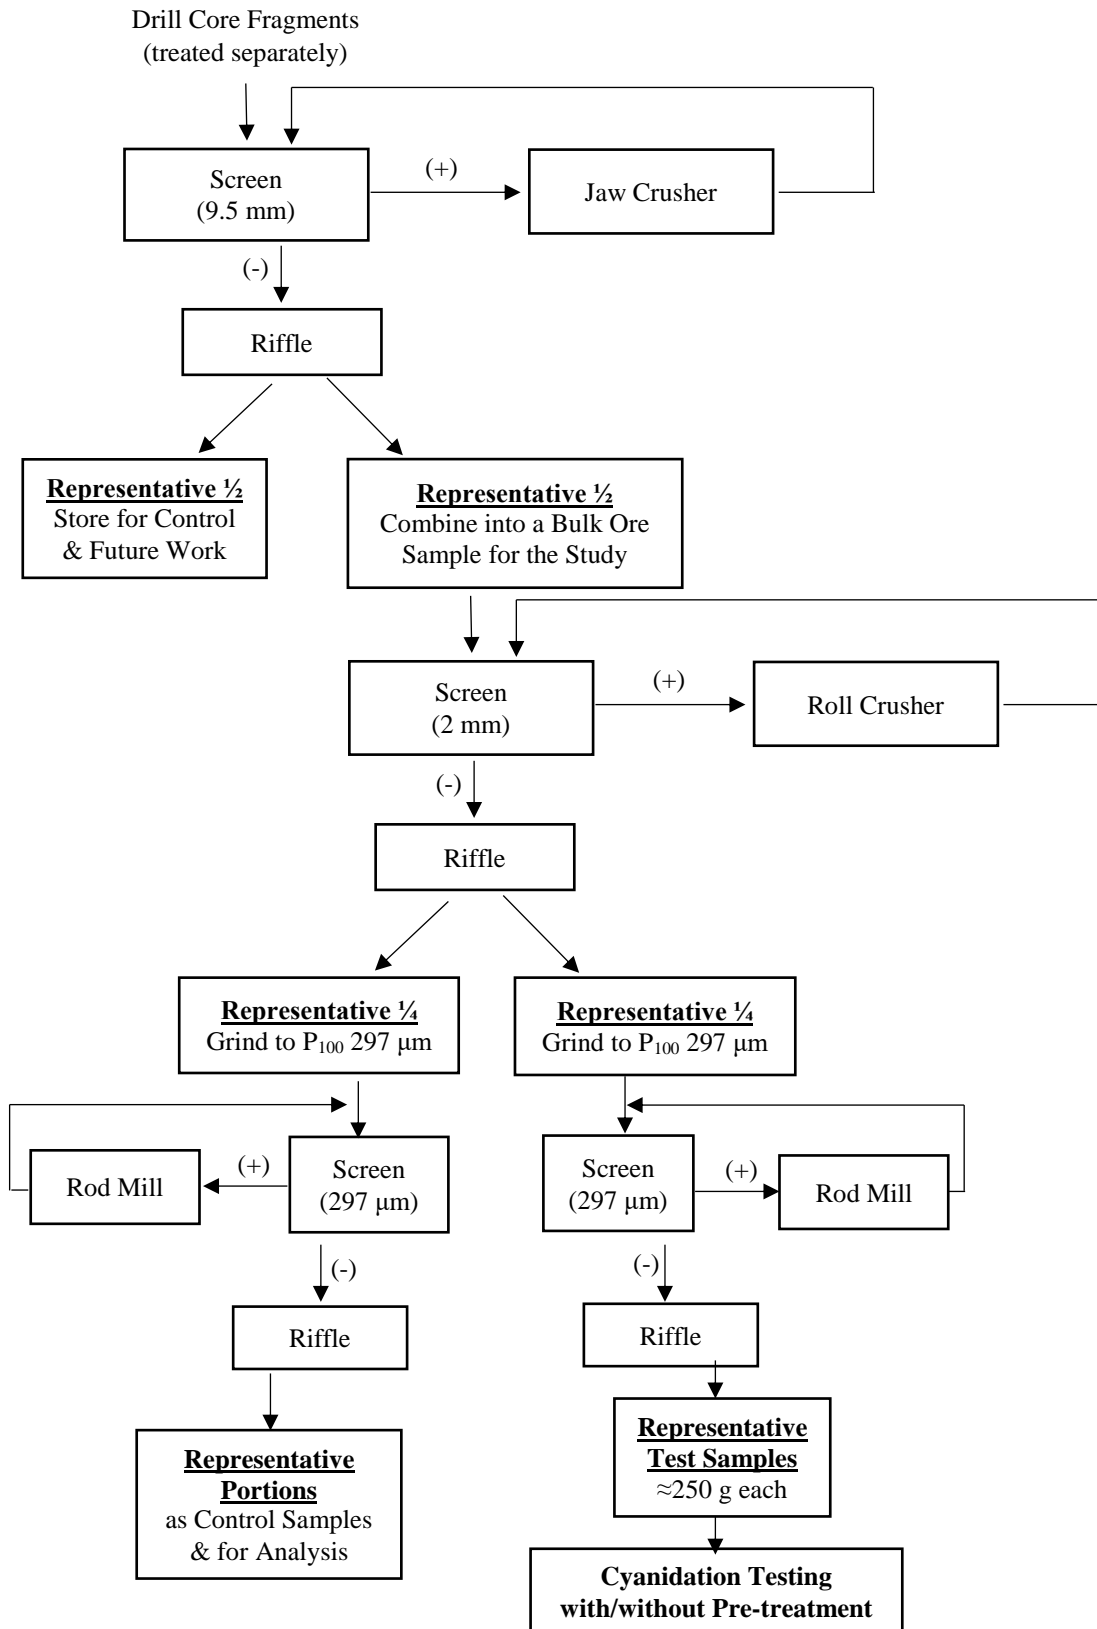 Drill Core Fragments
(treated separately)
Screen
(9.5 mm)
(+)
Jaw Crusher
(-)
Riffle
Representative ½
Store for Control
& Future Work
Representative ½
Combine into a Bulk Ore
Sample for the Study
Screen
(2 mm)
(+)
Roll Crusher
(-)
Riffle
Representative ¼
Grind to P₁₀₀ 297 μm
Representative ¼
Grind to P₁₀₀ 297 μm
Rod Mill
(+)
Screen
(297 μm)
Screen
(297 μm)
(+)
Rod Mill
(-)
(-)
Riffle
Riffle
Representative
Portions
as Control Samples
& for Analysis
Representative
Test Samples
≈250 g each
Cyanidation Testing
with/without Pre-treatment